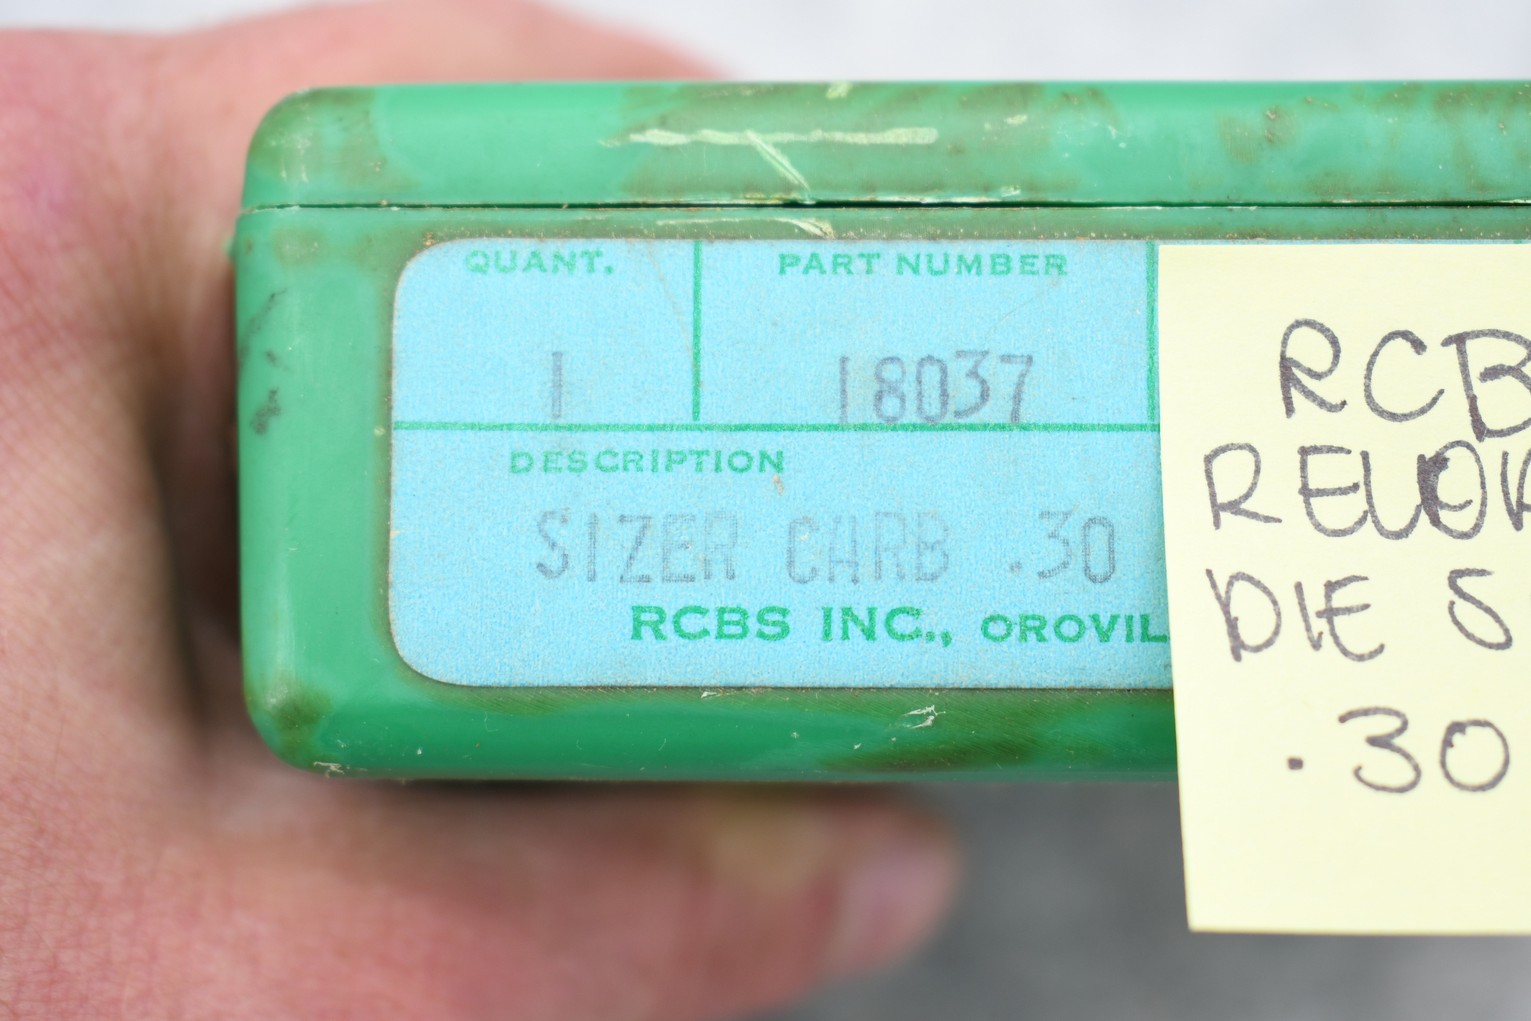 QUANT. PART NUMBER
1 18037
DESCRIPTION
SIZER CARB .30
RCBS INC., OROVIL
RCB
DIE S
.30